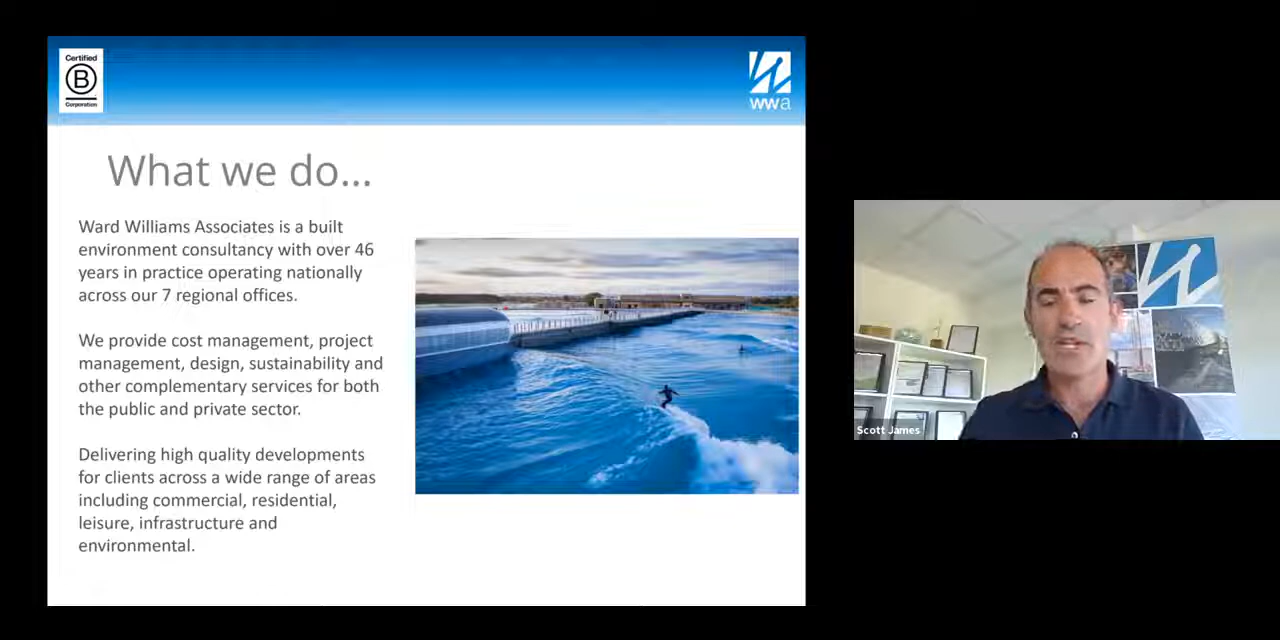 Certified
B
Corporation
wwa
What we do...
Ward Williams Associates is a built
environment consultancy with over 46
years in practice operating nationally
across our 7 regional offices.
We provide cost management, project
management, design, sustainability and
other complementary services for both
the public and private sector.
Delivering high quality developments
for clients across a wide range of areas
including commercial, residential,
leisure, infrastructure and
environmental.
Scott James